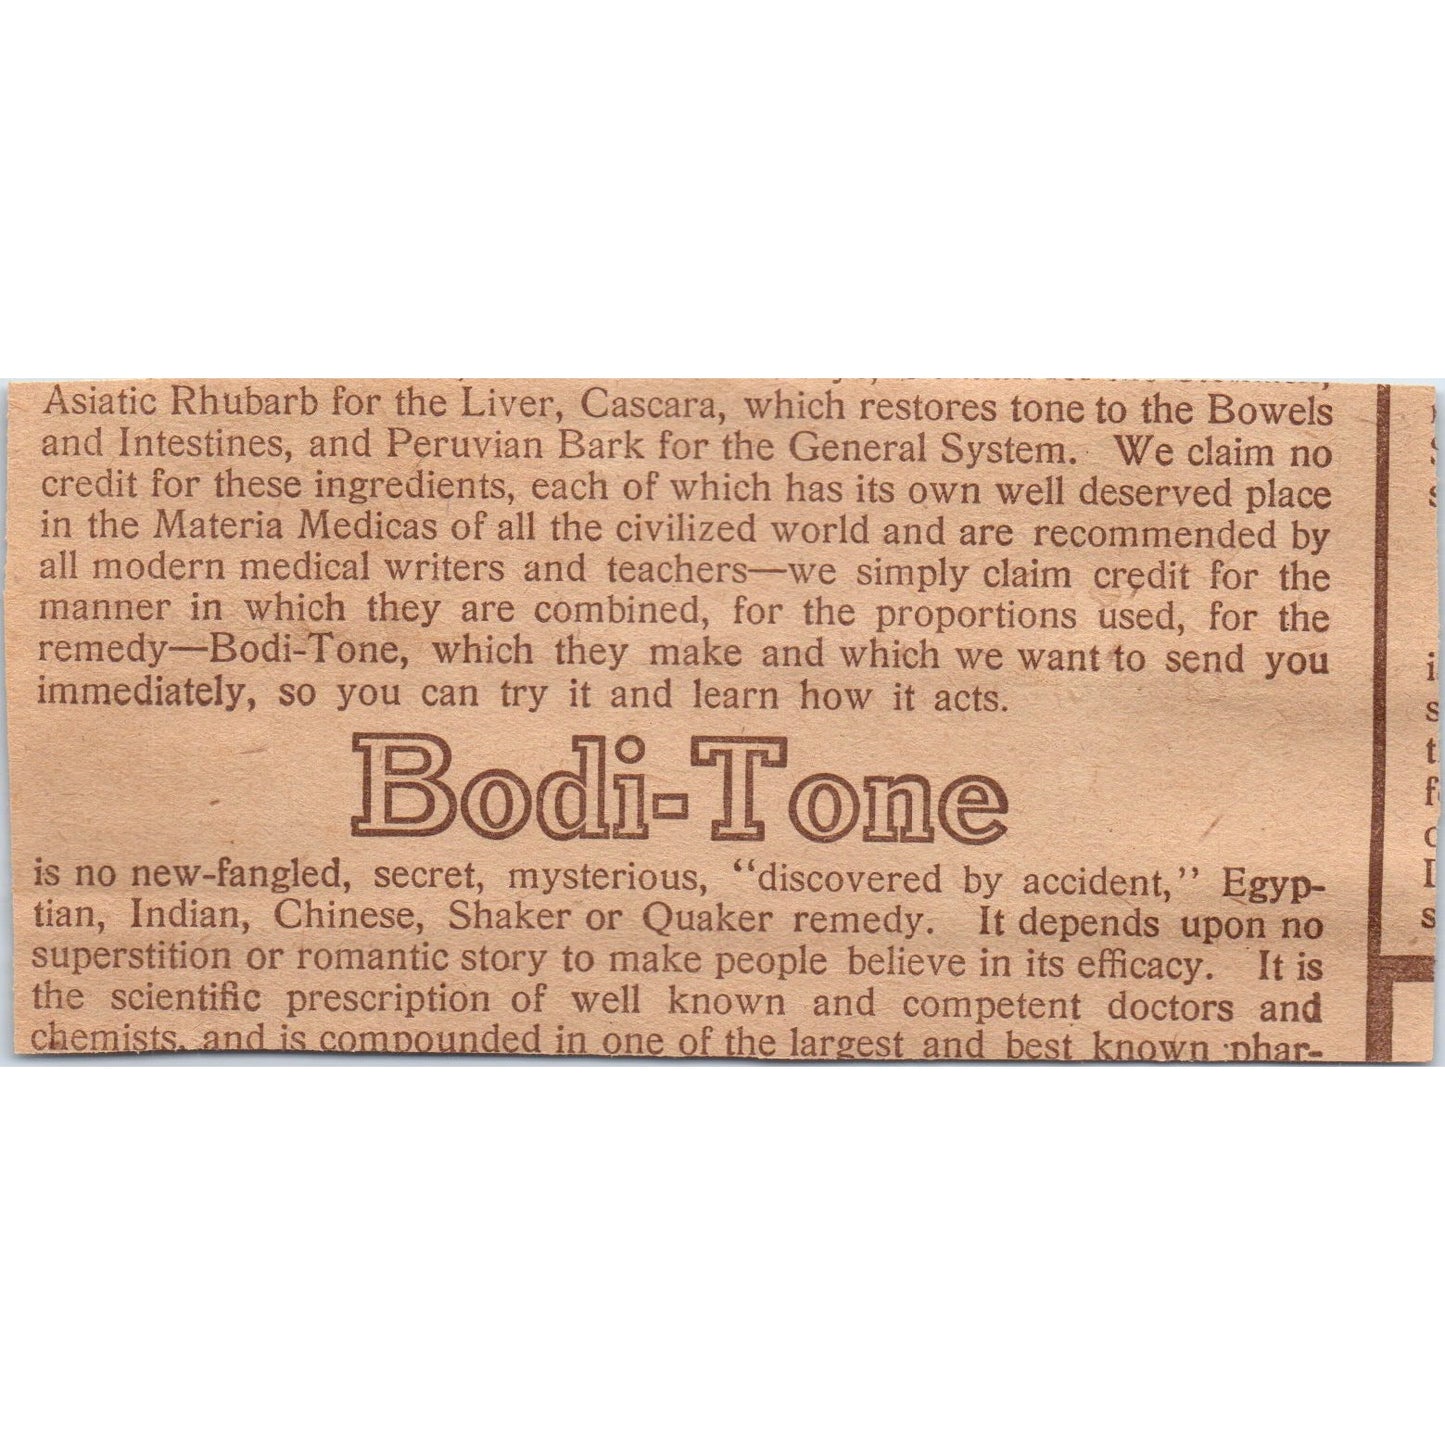 Asiatic Rhubarb for the Liver, Cascara, which restores tone to the Bowels
and Intestines, and Peruvian Bark for the General System. We claim no
credit for these ingredients, each of which has its own well deserved place
in the Materia Medicas of all the civilized world and are recommended by
all modern medical writers and teachers—we simply claim credit for the
manner in which they are combined, for the proportions used, for the
remedy—Bodi-Tone, which they make and which we want to send you
immediately, so you can try it and learn how it acts.
Bodi-Tone
is no new-fangled, secret, mysterious, “discovered by accident,” Egyp-
tian, Indian, Chinese, Shaker or Quaker remedy. It depends upon no
superstition or romantic story to make people believe in its efficacy. It is
the scientific prescription of well known and competent doctors and
chemists, and is compounded in one of the largest and best known phar-